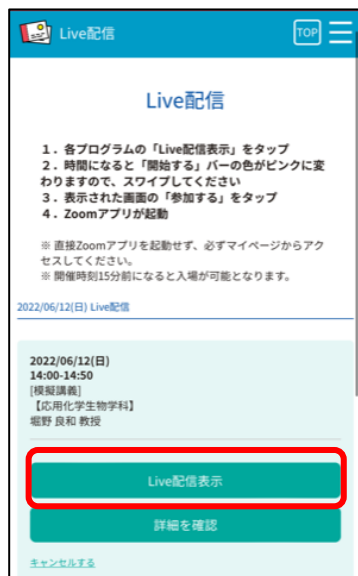 Live配信
TOP
Live配信
1．各プログラムの「Live配信表示」をタップ
2．時間になると「開始する」バーの色がピンクに変
わりますので、スワイプしてください
3．表示された画面の「参加する」をタップ
4．Zoomアプリが起動
※ 直接Zoomアプリを起動せず、必ずマイページからアク
セスしてください。
※ 開催時刻15分前になると入場が可能となります。
2022/06/12(日) Live配信
2022/06/12(日)
14:00-14:50
[模擬講義]
【応用化学生物学科】
堀野 良和 教授
Live配信表示
詳細を確認
キャンセルする